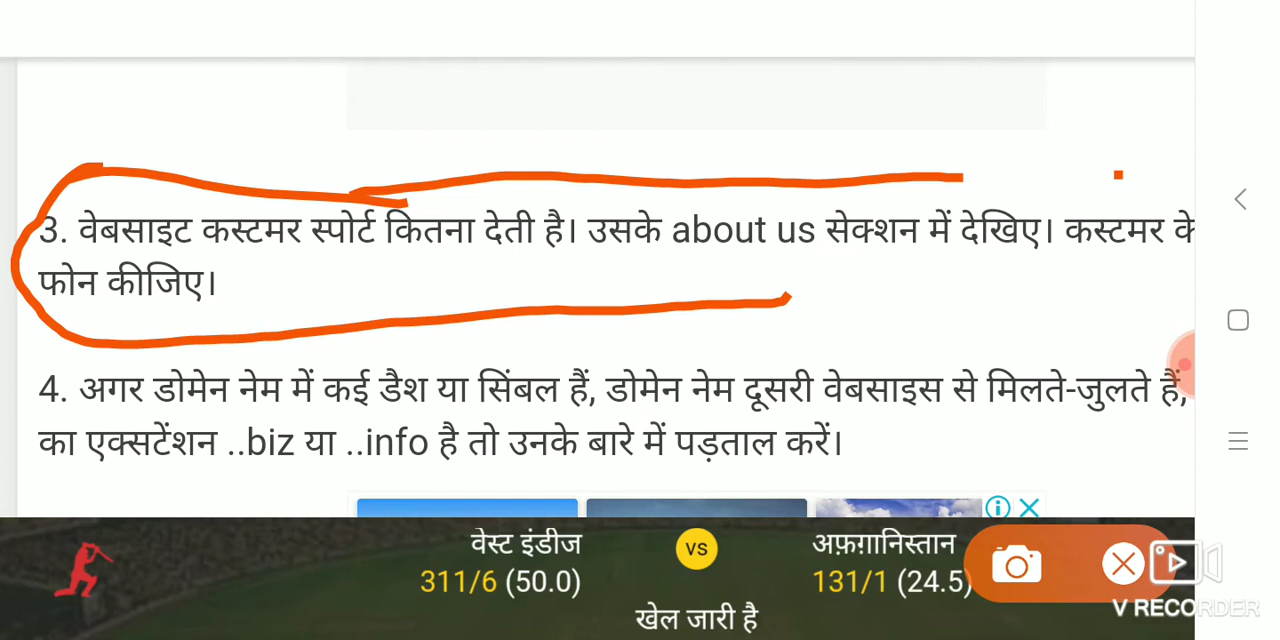 3. वेबसाइट कस्टमर स्पोर्ट कितना देती है। उसके about us सेक्शन में देखिए। कस्टमर के
फोन कीजिए।
4. अगर डोमेन नेम में कई डैश या सिंबल हैं, डोमेन नेम दूसरी वेबसाइस से मिलते-जुलते हैं,
का एक्सटेंशन ..biz या ..info है तो उनके बारे में पड़ताल करें।
वेस्ट इंडीज vs अफ़ग़ानिस्तान
311/6 (50.0) 131/1 (24.5)
खेल जारी है
V RECORDER